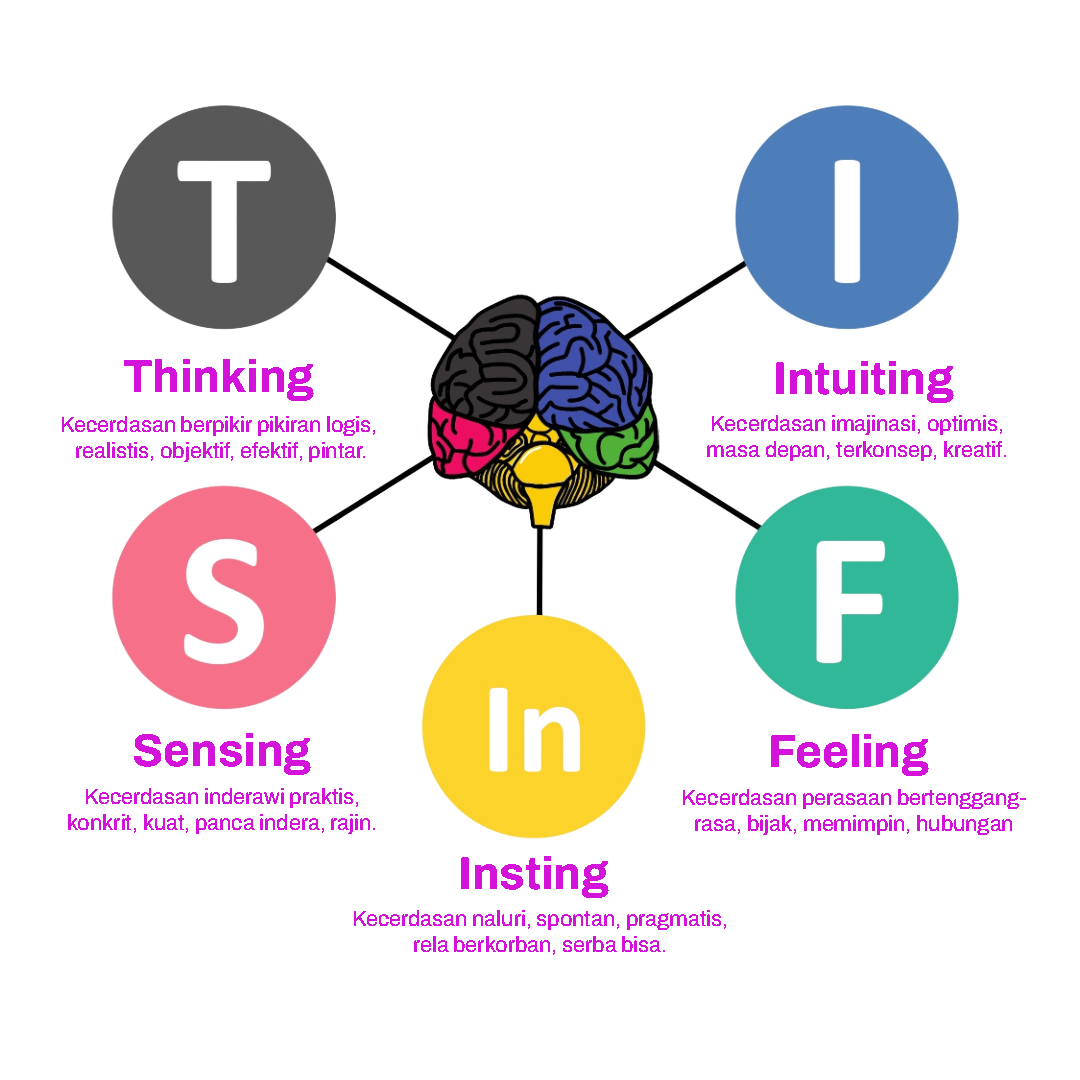 T
Thinking
Kecerdasan berpikir pikiran logis,
realistis, objektif, efektif, pintar.
I
Intuiting
Kecerdasan imajinasi, optimis,
masa depan, terkonsep, kreatif.
S
Sensing
Kecerdasan inderawi praktis,
konkrit, kuat, panca indera, rajin.
F
Feeling
Kecerdasan perasaan bertenggang-
rasa, bijak, memimpin, hubungan
In
Insting
Kecerdasan naluri, spontan, pragmatis,
rela berkorban, serba bisa.